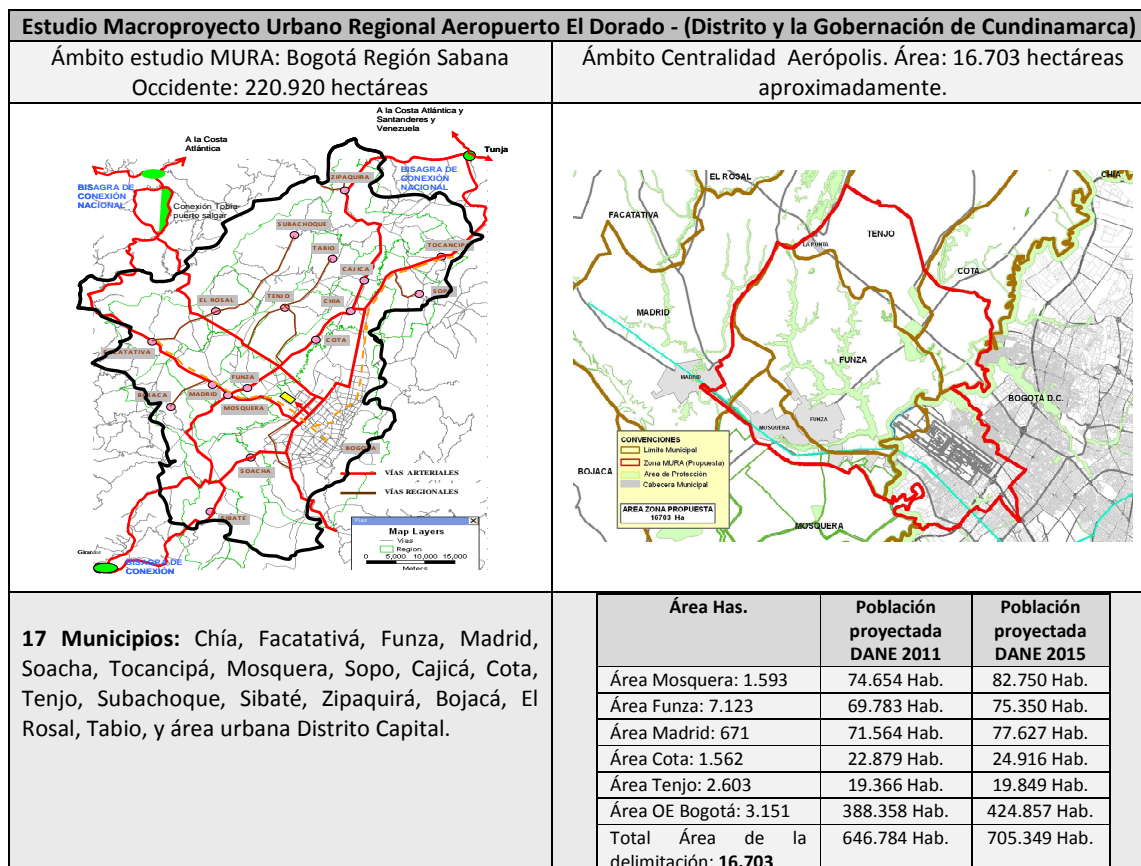 Estudio Macroproyecto Urbano Regional Aeropuerto El Dorado - (Distrito y la Gobernación de Cundinamarca)
Ámbito estudio MURA: Bogotá Región Sabana
Occidente: 220.920 hectáreas
Ámbito Centralidad Aerópolis. Área: 16.703 hectáreas
aproximadamente.
A la Costa
Atlántica
A la Costa Atlántica y
Santanderes y
Venezuela
Tunja
ZIPAQUIRA
BISAGRA DE
CONEXIÓN
NACIONAL
BISAGRA DE
CONEXIÓN
NACIONAL
Conexión Tobia
puerto salgar
SUBACHOQUE
TABIO
TOCANCIP
CAJICA
SOP
EL ROSAL
TENJO
CHIA
COTA
FACATATIVA
FUNZA
BOJACA
MADRID
MOSQUERA
BOGOTA
SOACHA
VÍAS ARTERIALES
VÍAS REGIONALES
SIBATE
Vias
Map Layers
Vias
Region
0 5,000 10,000 15,000
Meters
BISAGRA DE
CONEXIÓN
EL ROSAL
CHIA
FACATATIVA
TENJO
LA PUNTA
COTA
MADRID
FUNZA
MADRID
BOGOTA D.C.
MOSQUERA
FUNZA
CONVENCIONES
Limite Municipal
Zona MURA (Propuesta)
Area de Protección
Cabecera Municipal
AREA ZONA PROPUESTA
16703 Ha
BOJACA
MOSQUERA
17 Municipios: Chía, Facatativá, Funza, Madrid,
Soacha, Tocancipá, Mosquera, Sopo, Cajicá, Cota,
Tenjo, Subachoque, Sibaté, Zipaquirá, Bojacá, El
Rosal, Tabio, y área urbana Distrito Capital.
Área Has. Población proyectada DANE 2011 Población proyectada DANE 2015
Área Mosquera: 1.593 74.654 Hab. 82.750 Hab.
Área Funza: 7.123 69.783 Hab. 75.350 Hab.
Área Madrid: 671 71.564 Hab. 77.627 Hab.
Área Cota: 1.562 22.879 Hab. 24.916 Hab.
Área Tenjo: 2.603 19.366 Hab. 19.849 Hab.
Área OE Bogotá: 3.151 388.358 Hab. 424.857 Hab.
Total Área de la 646.784 Hab. 705.349 Hab.
delimitación: 16.703